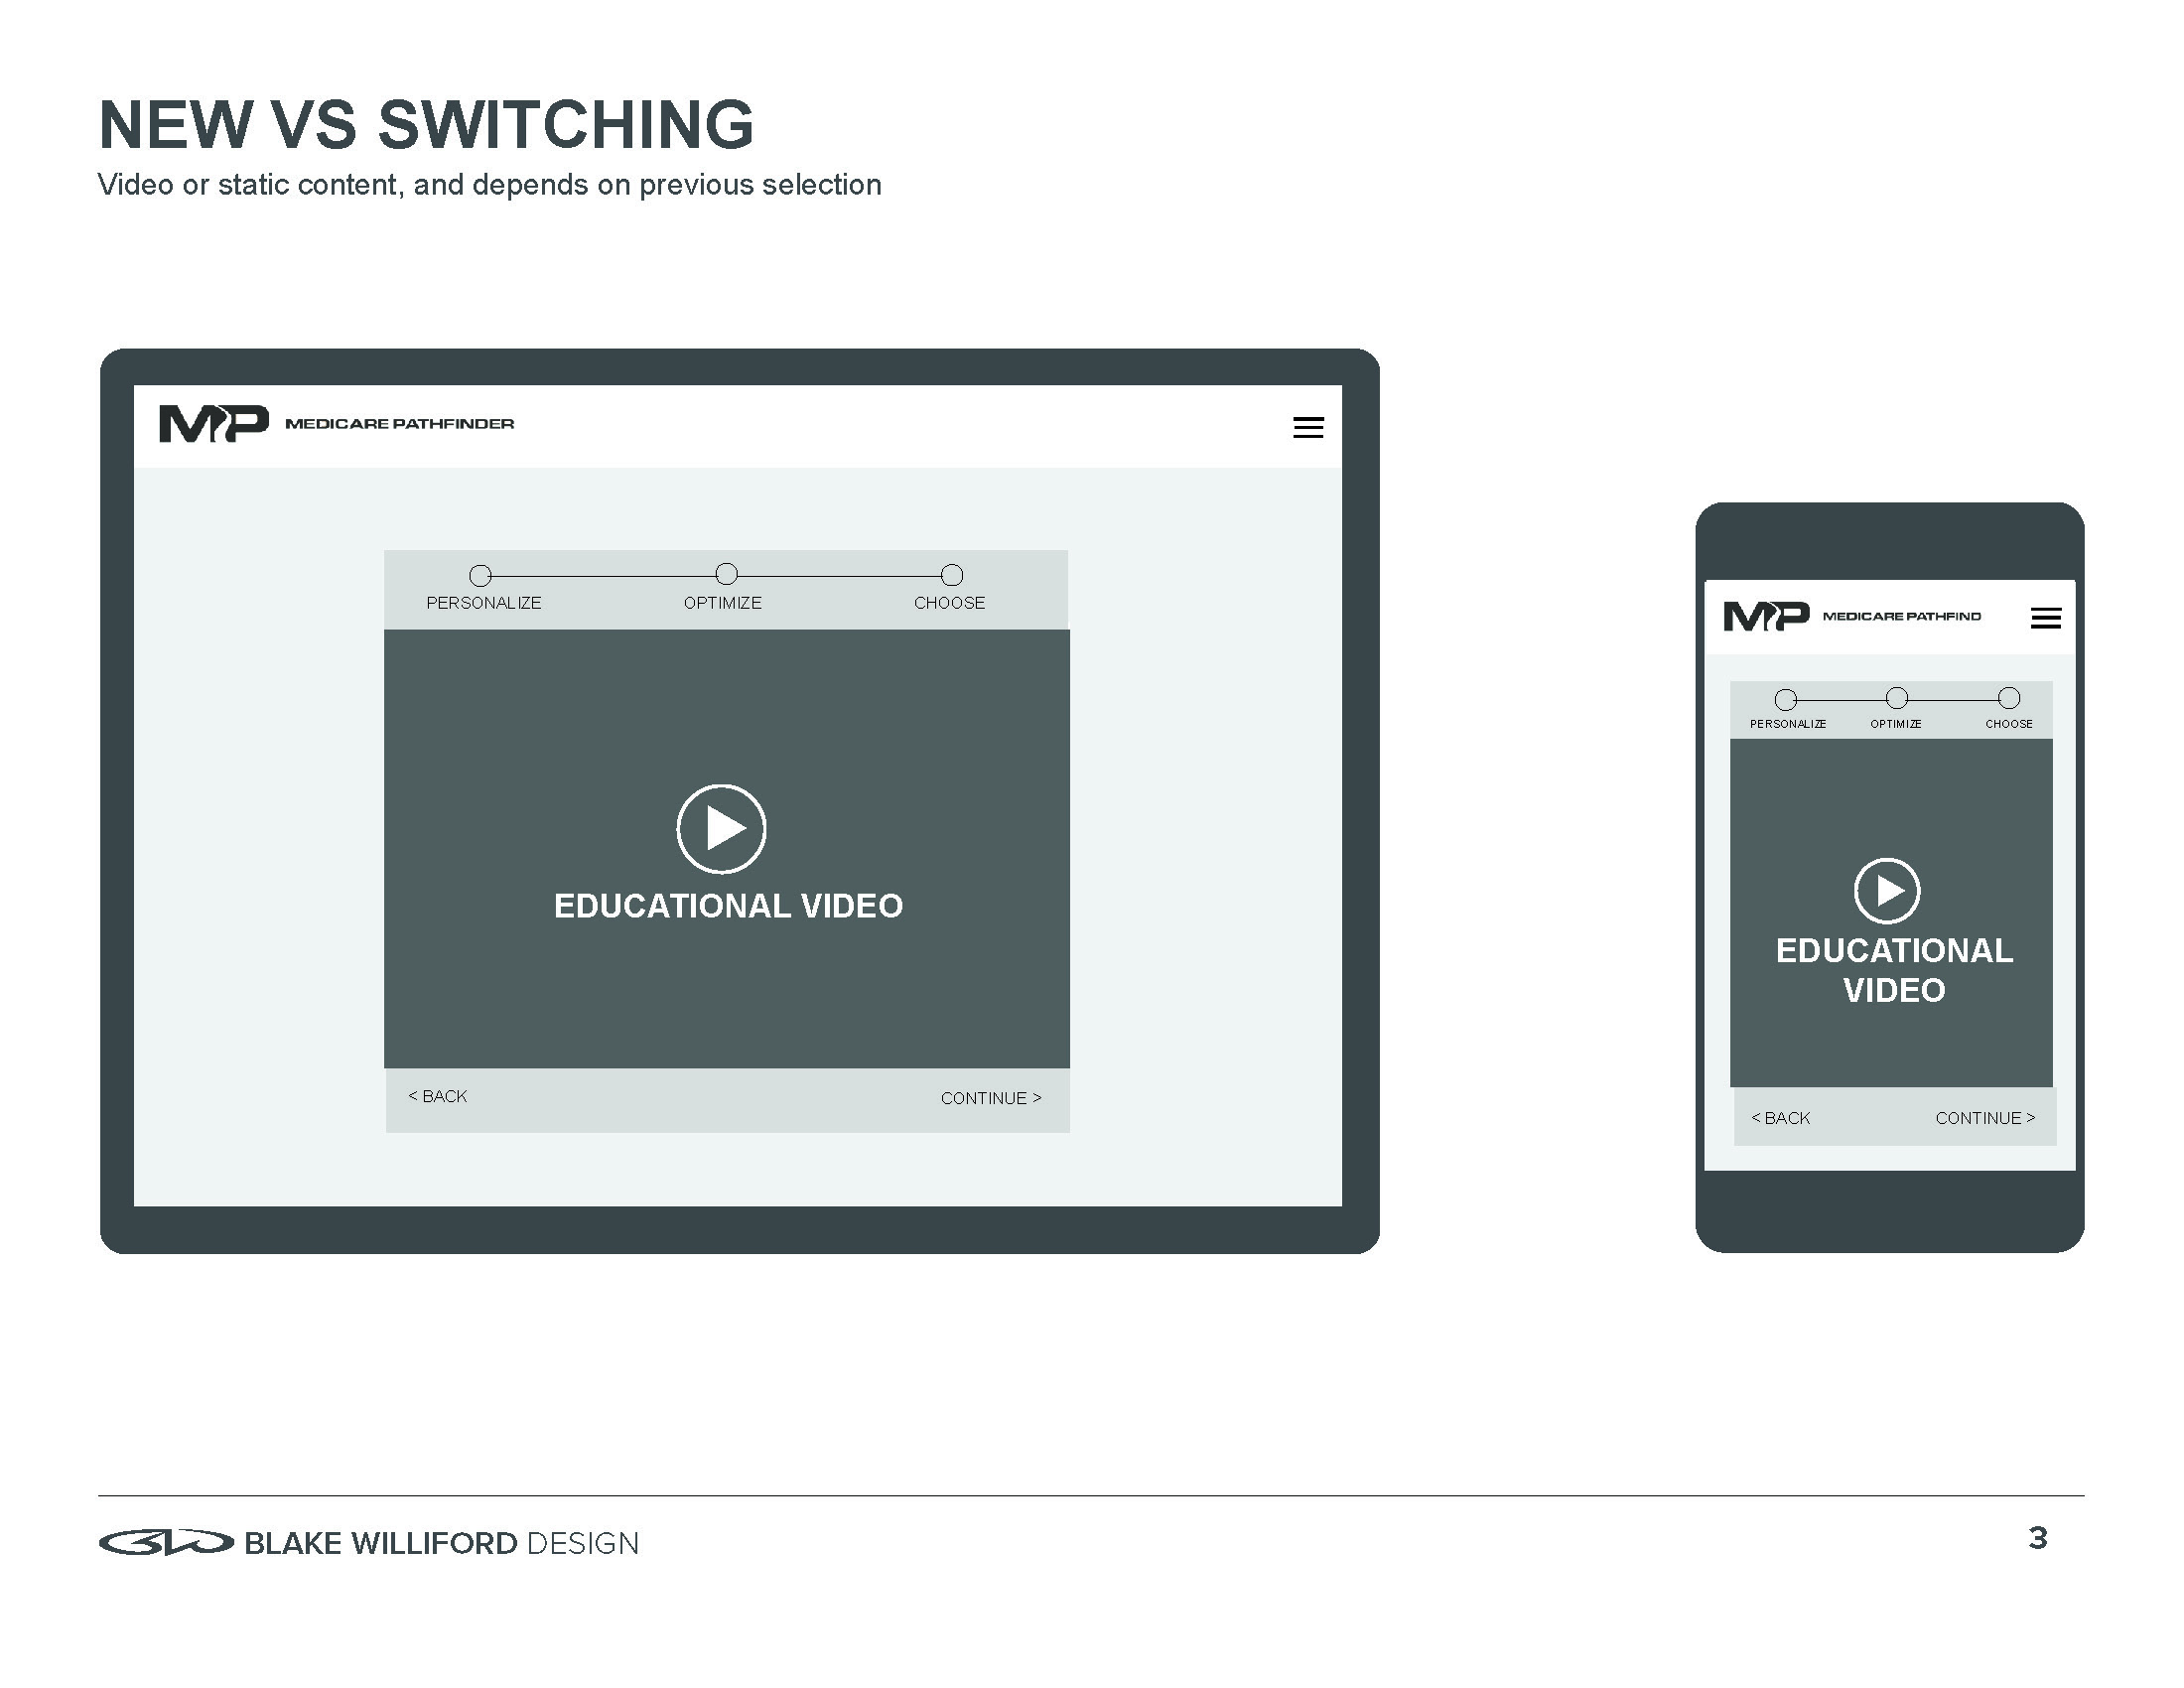 NEW VS SWITCHING
Video or static content, and depends on previous selection
MP MEDICARE PATHFINDER
PERSONALIZE OPTIMIZE CHOOSE
EDUCATIONAL VIDEO
< BACK CONTINUE >
MP MEDICARE PATHFIND
PERSONALIZE OPTIMIZE CHOOSE
EDUCATIONAL
VIDEO
< BACK CONTINUE >
BW BLAKE WILLIFORD DESIGN
3